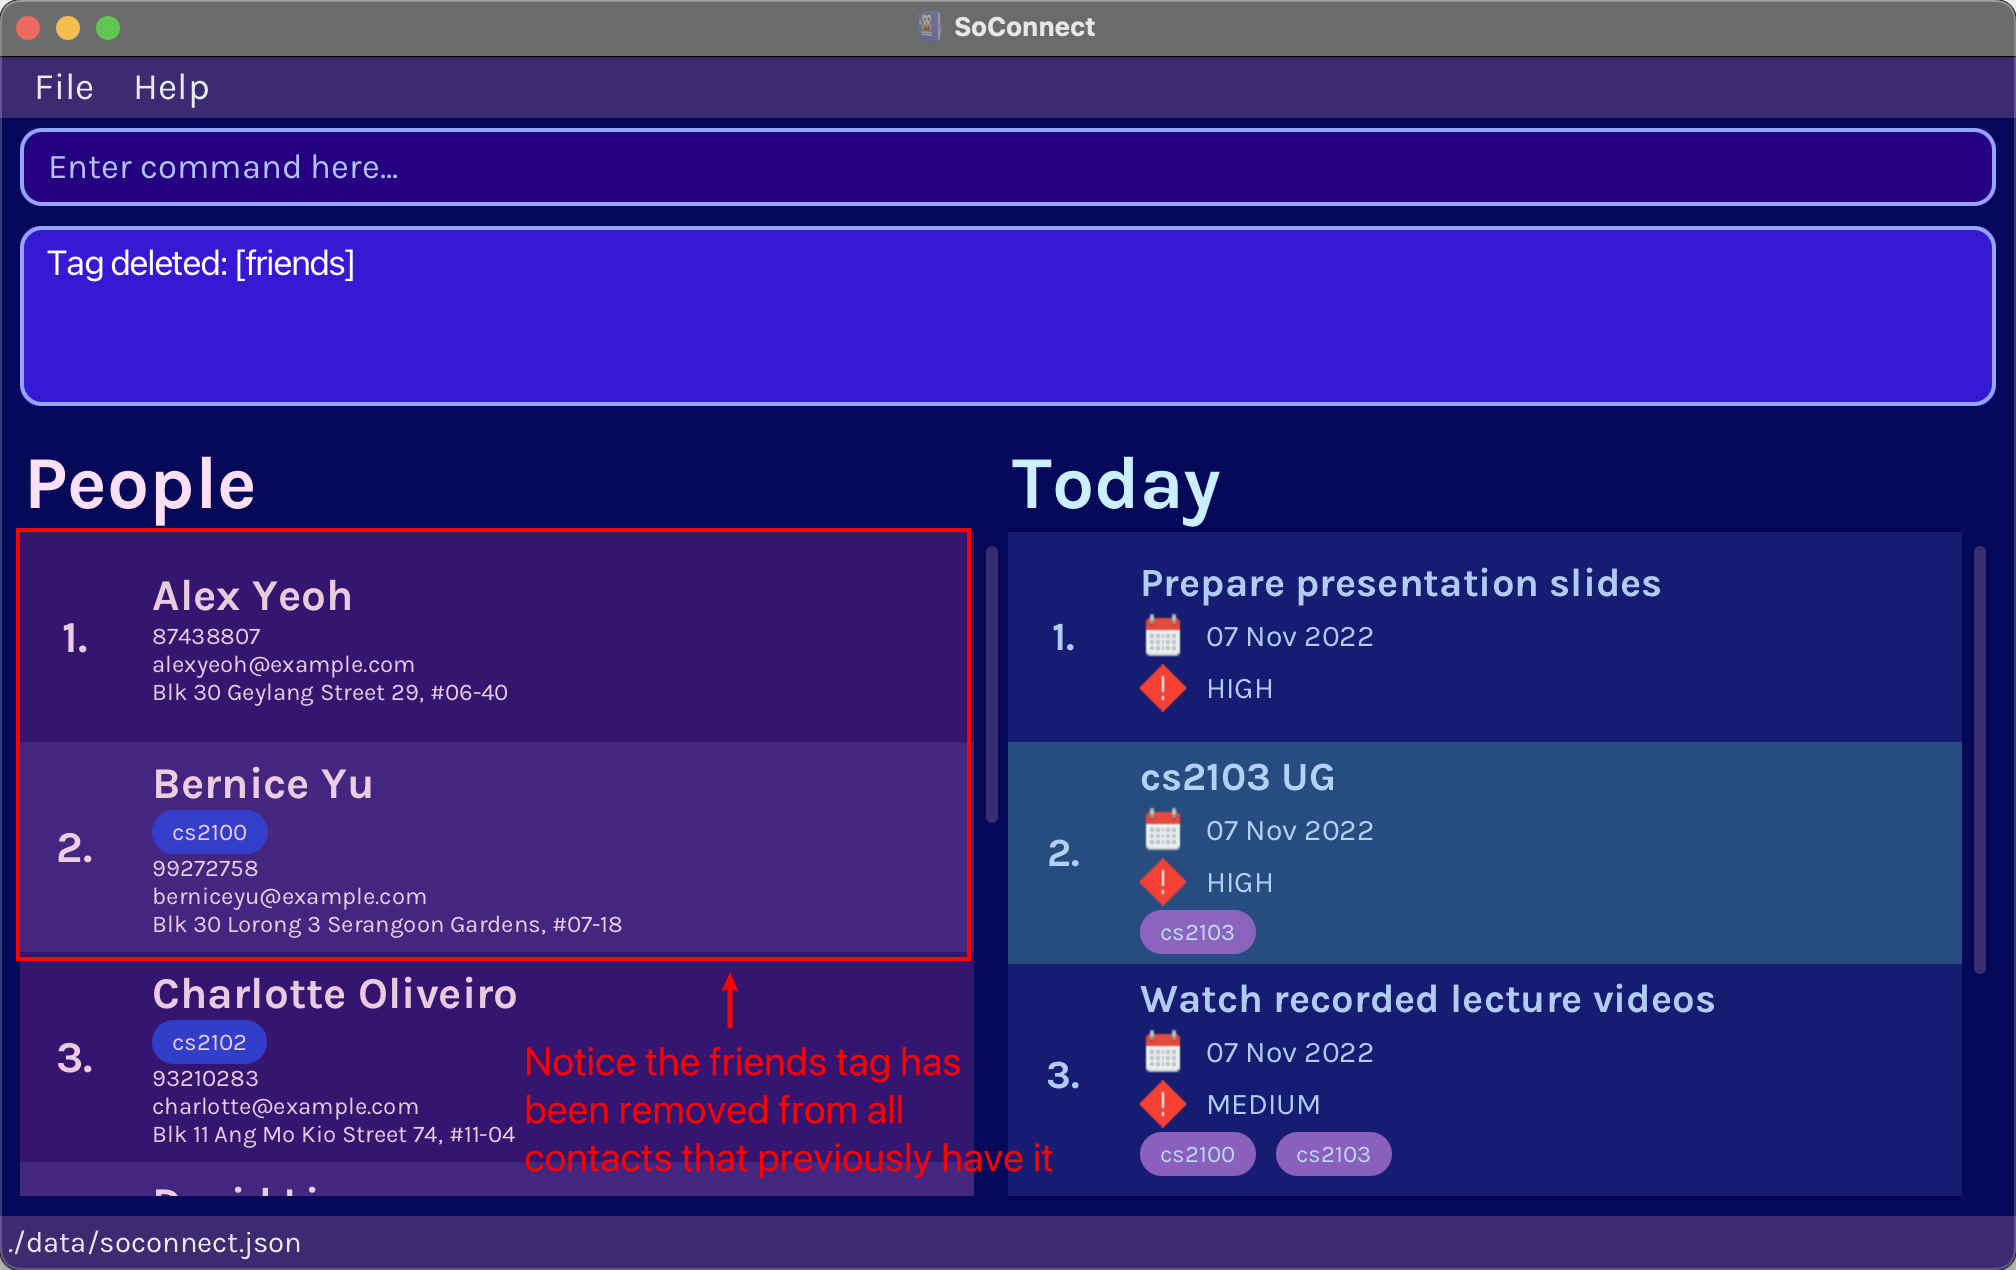 SoConnect
File Help
Enter command here...
Tag deleted: [friends]
People
1.
Alex Yeoh
87438807
alexyeoh@example.com
Blk 30 Geylang Street 29, #06-40
2.
Bernice Yu
cs2100
99272758
berniceyu@example.com
Blk 30 Lorong 3 Serangoon Gardens, #07-18
3.
Charlotte Oliveiro
cs2102
93210283
charlotte@example.com
Blk 11 Ang Mo Kio Street 74, #11-04
Notice the friends tag has
been removed from all
contacts that previously have it
Today
1.
Prepare presentation slides
07 Nov 2022
HIGH
2.
cs2103 UG
07 Nov 2022
HIGH
cs2103
3.
Watch recorded lecture videos
07 Nov 2022
MEDIUM
cs2100 cs2103
./data/soconnect.json